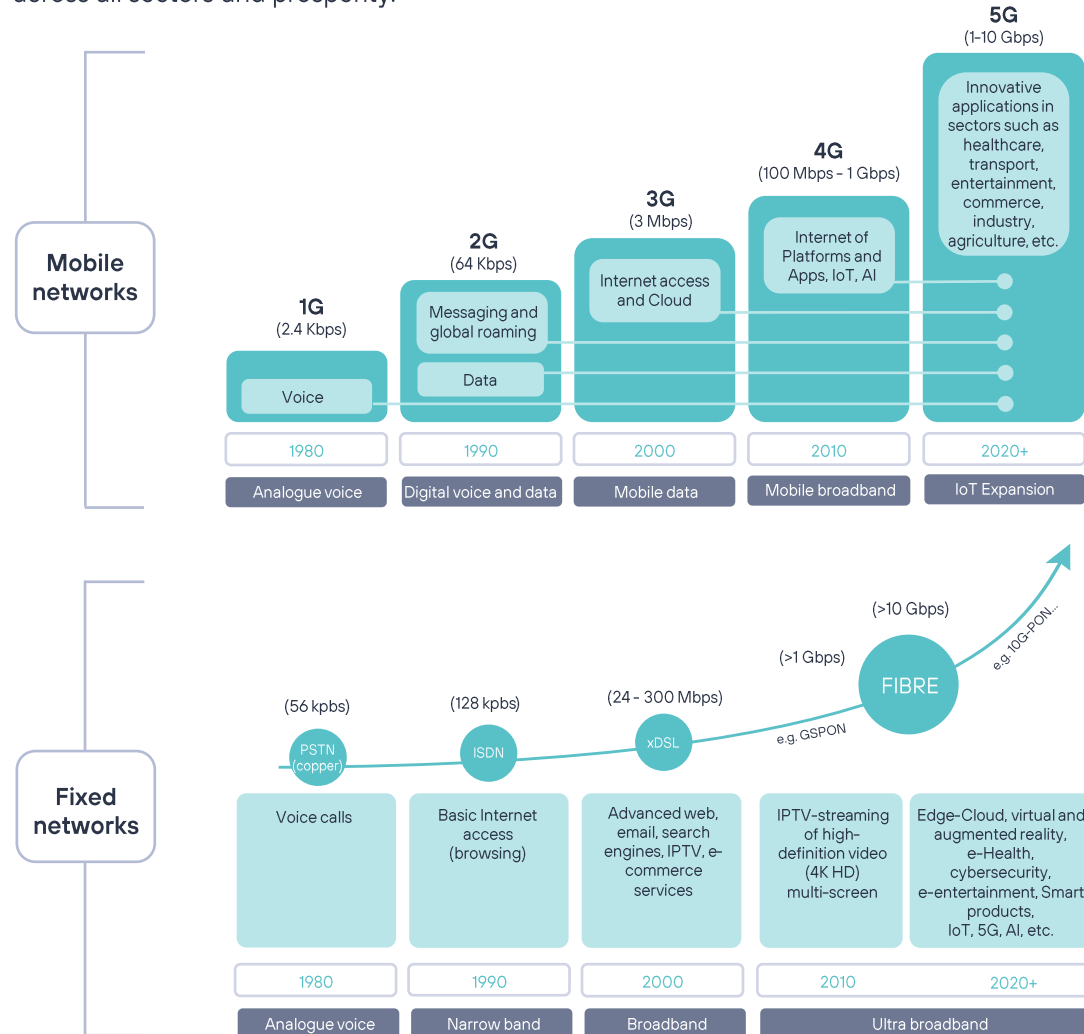 across all sectors and prosperity.
Mobile
networks
1G
(2.4 Kbps)
Voice
1980
Analogue voice
2G
(64 Kbps)
Messaging and
global roaming
Data
1990
Digital voice and data
3G
(3 Mbps)
Internet access
and Cloud
2000
Mobile data
4G
(100 Mbps - 1 Gbps)
Internet of
Platforms and
Apps, IoT, AI
2010
Mobile broadband
5G
(1-10 Gbps)
Innovative
applications in
sectors such as
healthcare,
transport,
entertainment,
commerce,
industry,
agriculture, etc.
2020+
IoT Expansion
Fixed
networks
(56 kpbs)
PSTN
(copper)
Voice calls
1980
Analogue voice
(128 kpbs)
ISDN
Basic Internet
access
(browsing)
1990
Narrow band
(24 - 300 Mbps)
xDSL
Advanced web,
email, search
engines, IPTV, e-
commerce
services
2000
Broadband
(>1 Gbps)
e.g. GSPON
(>10 Gbps)
FIBRE
e.g. 10G-PON...
IPTV-streaming
of high-
definition video
(4K HD)
multi-screen
2010
Edge-Cloud, virtual and
augmented reality,
e-Health,
cybersecurity,
e-entertainment, Smart
products,
IoT, 5G, AI, etc.
2020+
Ultra broadband